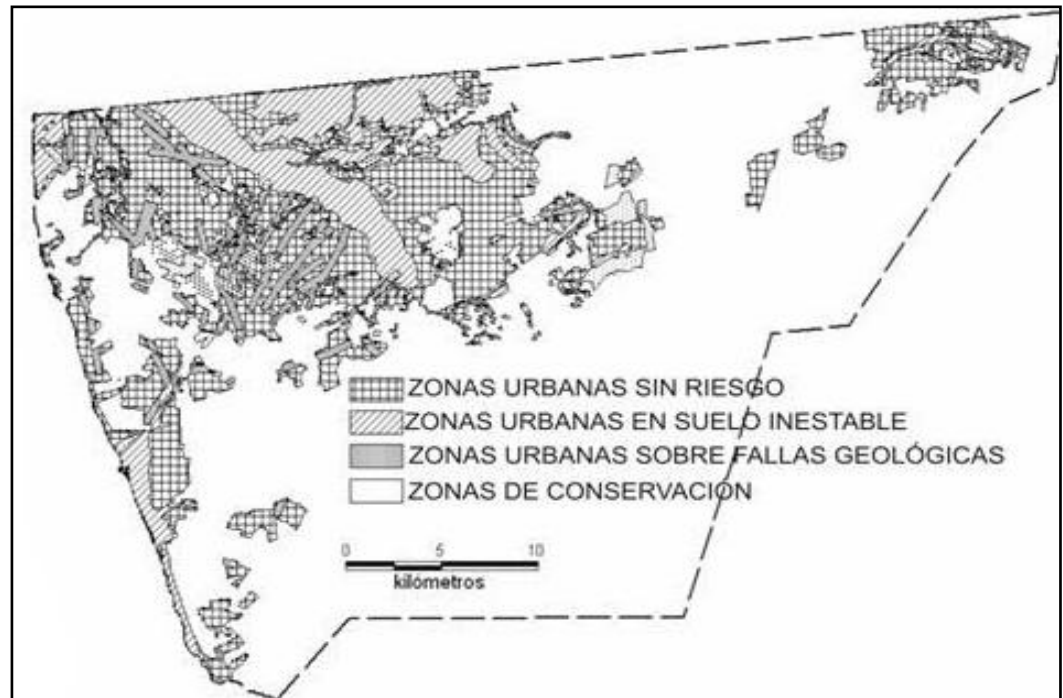 ZONAS URBANAS SIN RIESGO
ZONAS URBANAS EN SUELO INESTABLE
ZONAS URBANAS SOBRE FALLAS GEOLÓGICAS
ZONAS DE CONSERVACIÓN
0 5 10
kilómetros